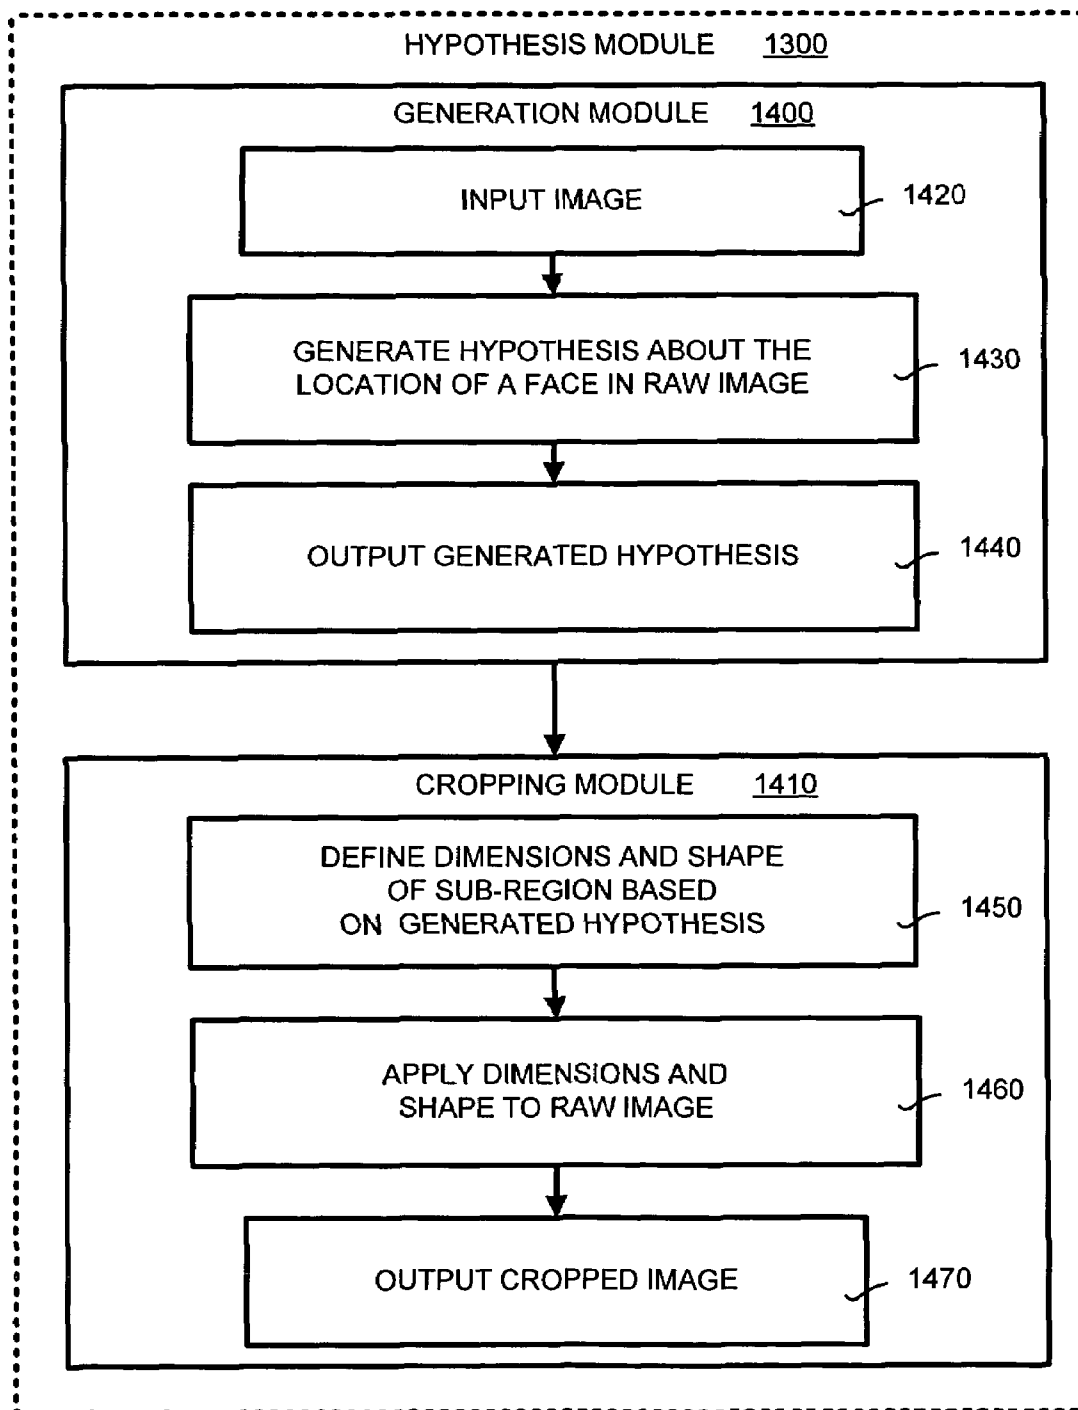 HYPOTHESIS MODULE 1300
GENERATION MODULE 1400
INPUT IMAGE
1420
GENERATE HYPOTHESIS ABOUT THE
LOCATION OF A FACE IN RAW IMAGE
1430
OUTPUT GENERATED HYPOTHESIS
1440
CROPPING MODULE 1410
DEFINE DIMENSIONS AND SHAPE
OF SUB-REGION BASED
ON GENERATED HYPOTHESIS
1450
APPLY DIMENSIONS AND
SHAPE TO RAW IMAGE
1460
OUTPUT CROPPED IMAGE
1470